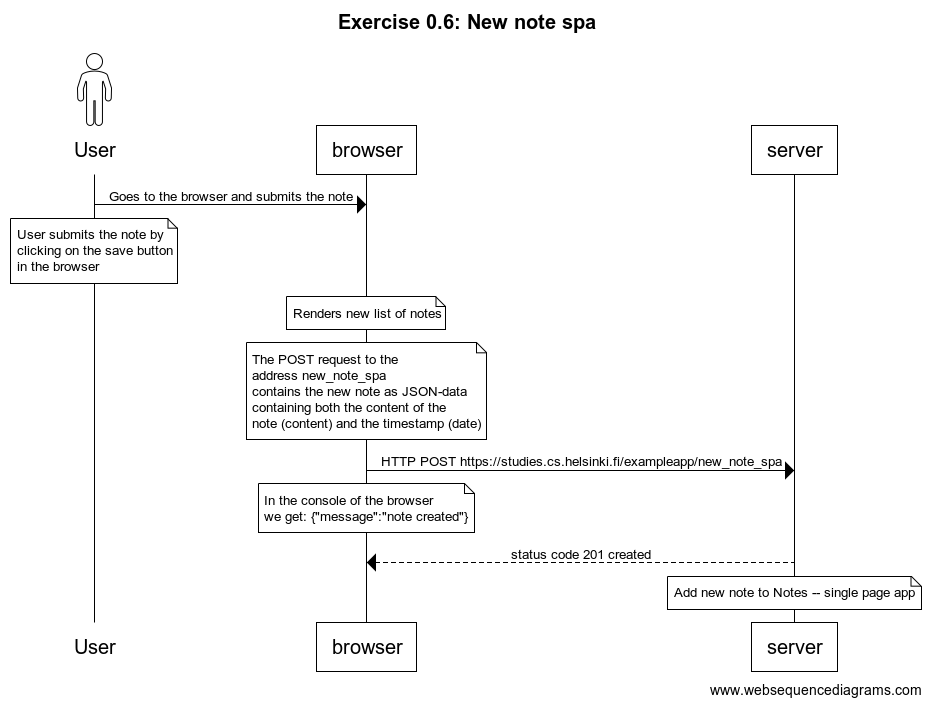 Exercise 0.6: New note spa
User
browser
server
Goes to the browser and submits the note
User submits the note by
clicking on the save button
in the browser
Renders new list of notes
The POST request to the
address new_note_spa
contains the new note as JSON-data
containing both the content of the
note (content) and the timestamp (date)
HTTP POST https://studies.cs.helsinki.fi/exampleapp/new_note_spa
In the console of the browser
we get: {"message":"note created"}
status code 201 created
Add new note to Notes -- single page app
User
browser
server
www.websequencediagrams.com